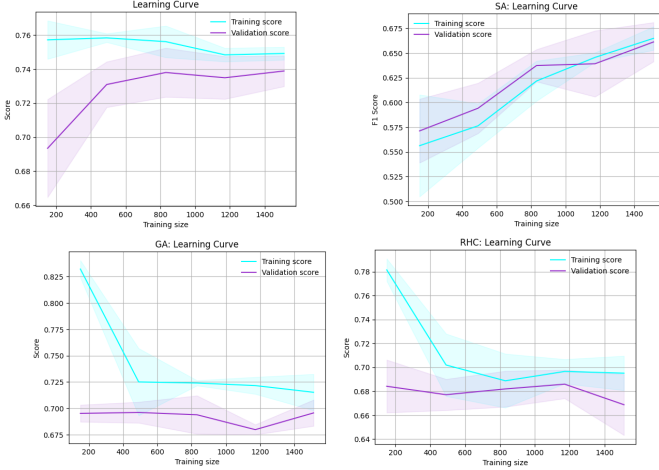 Learning Curve
Training score
Validation score
0.76
0.74
0.72
0.70
0.68
0.66
Score
200 400 600 800 1000 1200 1400
Training size
SA: Learning Curve
Training score
Validation score
0.675
0.650
0.625
0.600
0.575
0.550
0.525
0.500
F1 Score
200 400 600 800 1000 1200 1400
Training size
GA: Learning Curve
Training score
Validation score
0.825
0.800
0.775
0.750
0.725
0.700
0.675
Score
200 400 600 800 1000 1200 1400
Training size
RHC: Learning Curve
Training score
Validation score
0.78
0.76
0.74
0.72
0.70
0.68
0.66
0.64
Score
200 400 600 800 1000 1200 1400
Training size